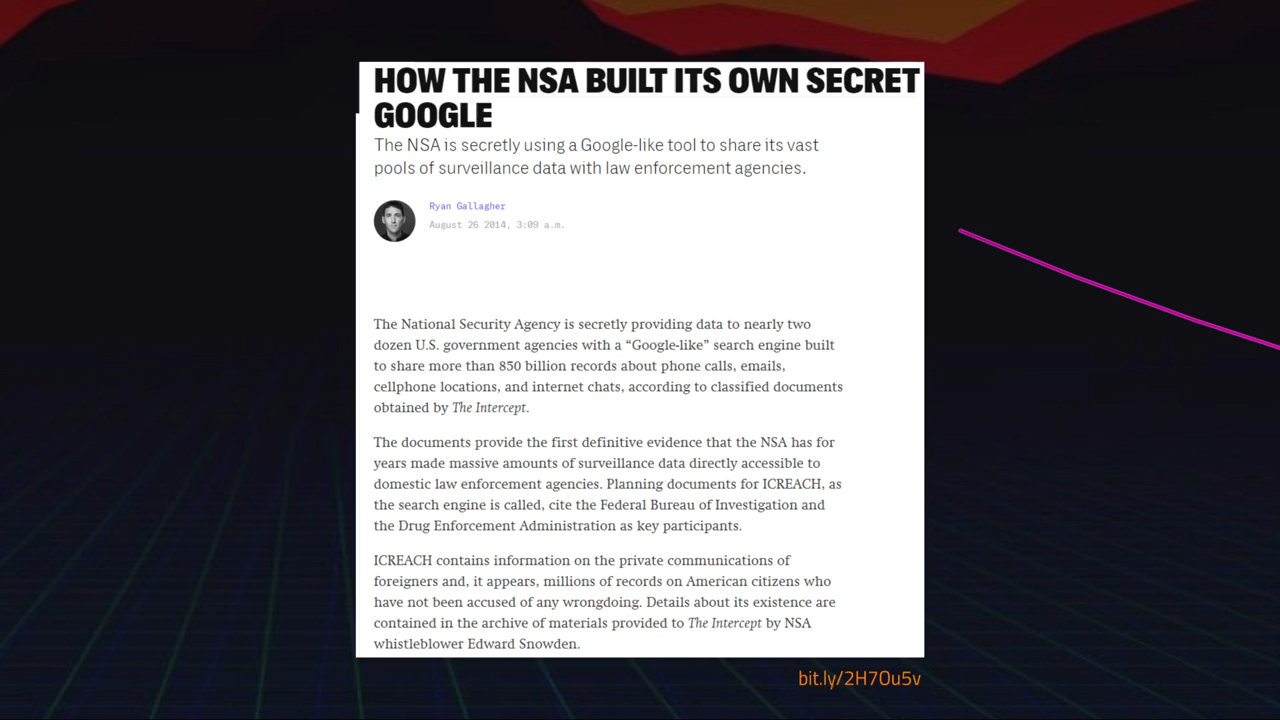 HOW THE NSA BUILT ITS OWN SECRET
GOOGLE
The NSA is secretly using a Google-like tool to share its vast
pools of surveillance data with law enforcement agencies.
Ryan Gallagher
August 26 2014, 3:09 a.m.
The National Security Agency is secretly providing data to nearly two
dozen U.S. government agencies with a “Google-like” search engine built
to share more than 850 billion records about phone calls, emails,
cellphone locations, and internet chats, according to classified documents
obtained by The Intercept.
The documents provide the first definitive evidence that the NSA has for
years made massive amounts of surveillance data directly accessible to
domestic law enforcement agencies. Planning documents for ICREACH, as
the search engine is called, cite the Federal Bureau of Investigation and
the Drug Enforcement Administration as key participants.
ICREACH contains information on the private communications of
foreigners and, it appears, millions of records on American citizens who
have not been accused of any wrongdoing. Details about its existence are
contained in the archive of materials provided to The Intercept by NSA
whistleblower Edward Snowden.
bit.ly/2H7Ou5v